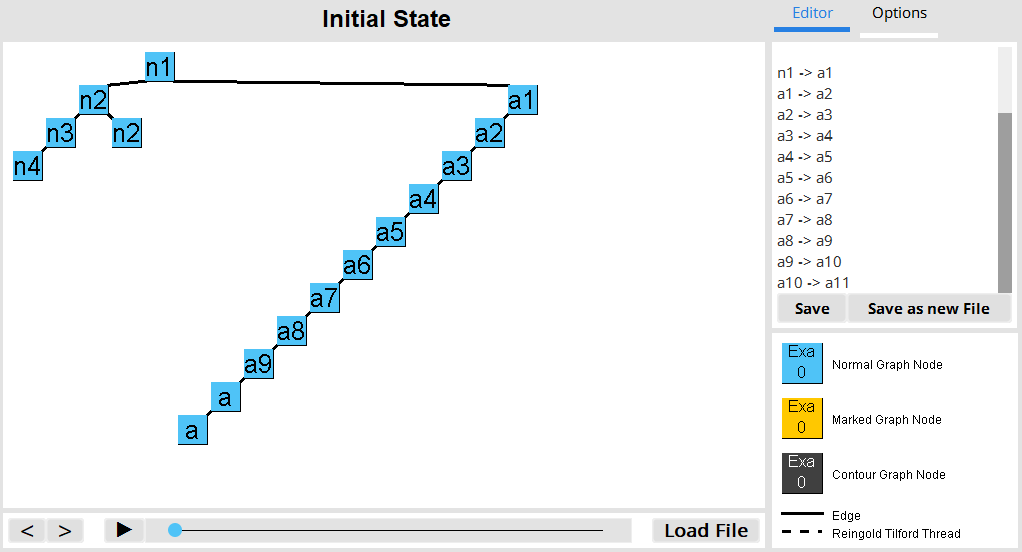 Initial State
Editor
Options
n1
n2
a1
n3
n2
a2
n4
a3
a4
a5
a6
a7
a8
a9
a
a
n1 -> a1
a1 -> a2
a2 -> a3
a3 -> a4
a4 -> a5
a5 -> a6
a6 -> a7
a7 -> a8
a8 -> a9
a9 -> a10
a10 -> a11
Save
Save as new File
Exa
0
Normal Graph Node
Exa
0
Marked Graph Node
Exa
0
Contour Graph Node
Edge
Reingold Tilford Thread
<
>
Load File